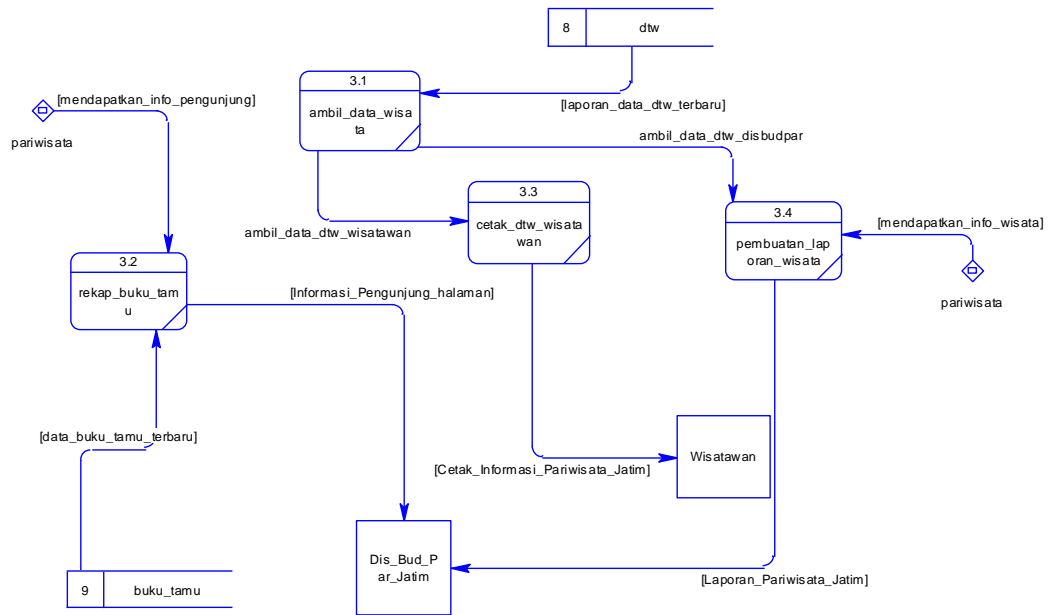 8 dtw
3.1
ambil_data_wisa
ta
[mendapatkan_info_pengunjung]
[laporan_data_dtw_terbaru]
pariwisata
ambil_data_dtw_disbudpar
3.3
cetak_dtw_wisata
wan
3.4
pembuatan_lap
oran_wisata
[mendapatkan_info_wisata]
ambil_data_dtw_wisatawan
3.2
rekap_buku_tam
u
[Informasi_Pengunjung_halaman]
pariwisata
[data_buku_tamu_terbaru]
Wisatawan
[Cetak_Informasi_Pariwisata_Jatim]
Dis_Bud_P
ar_Jatim
[Laporan_Pariwisata_Jatim]
9 buku_tamu